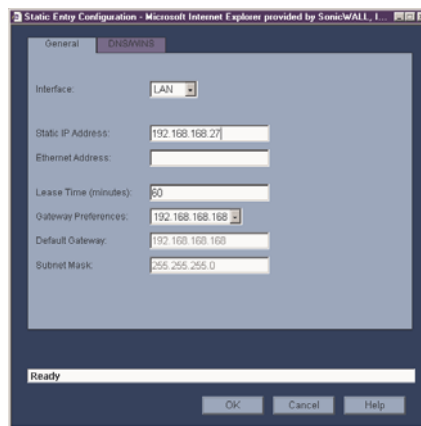 Static Entry Configuration - Microsoft Internet Explorer provided by SonicWALL, I...
General DNS/WINS
Interface: LAN
Static IP Address: 192.168.168.27
Ethernet Address:
Lease Time (minutes): 60
Gateway Preferences: 192.168.168.168
Default Gateway: 192.168.168.168
Subnet Mask: 255.255.255.0
Ready
OK Cancel Help